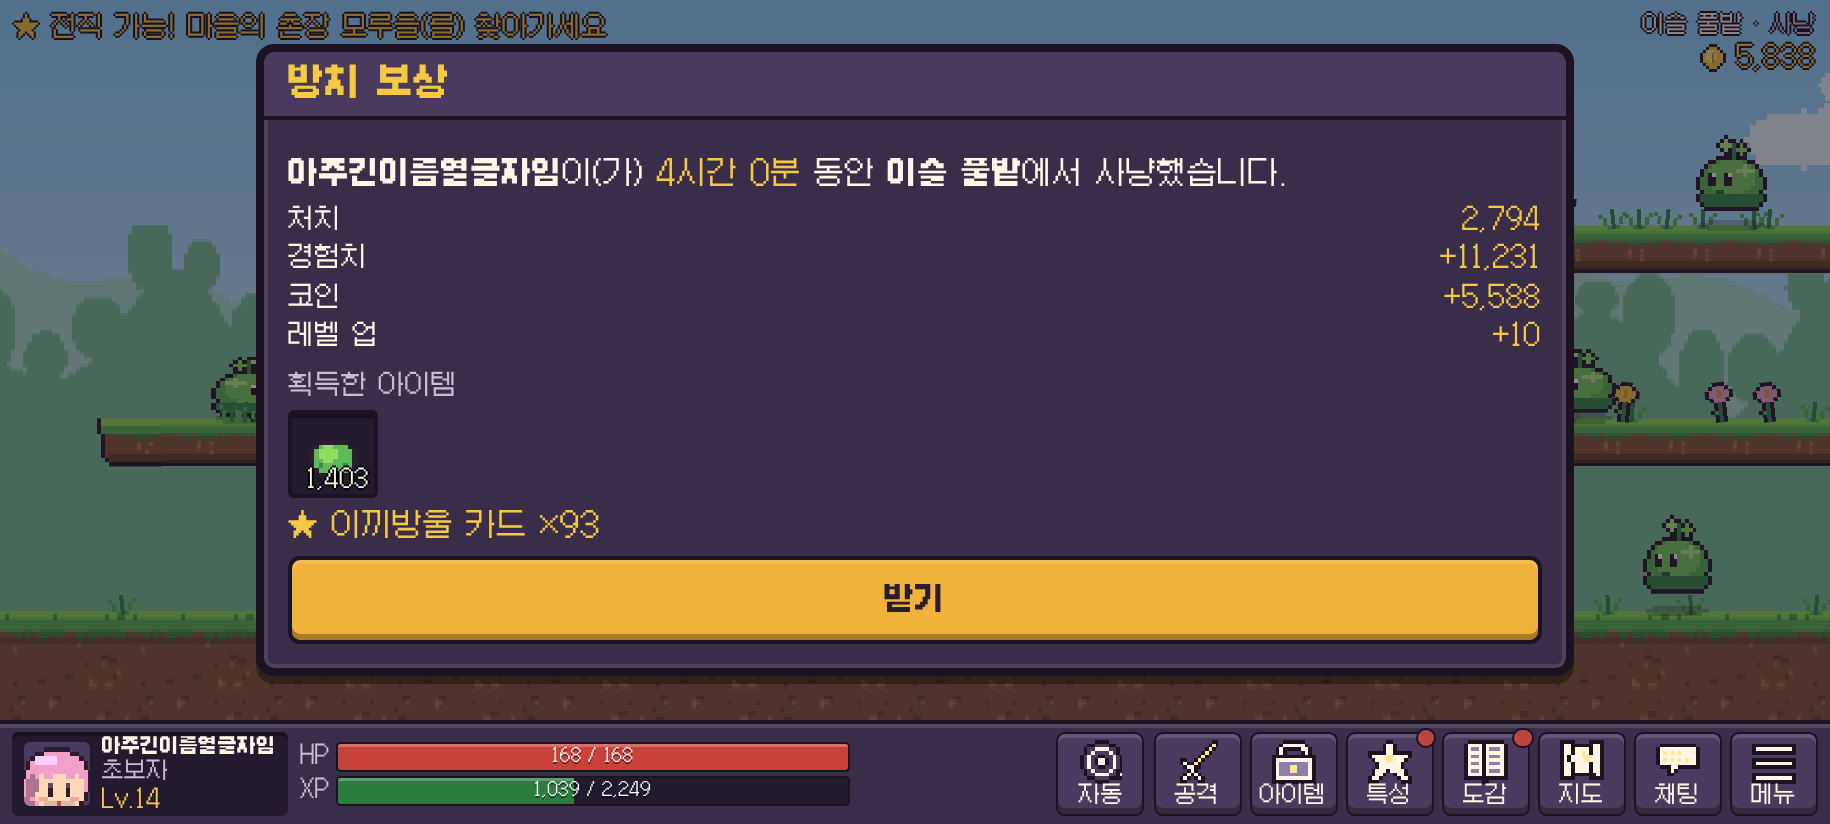 ★ 전직 가능! 마을의 촌장 모루을(를) 찾아가세요
이슬 풀밭 · 사냥
5,838
방치 보상
아주긴이름열글자임이(가) 4시간 0분 동안 이슬 풀밭에서 사냥했습니다.
처치 2,794
경험치 +11,231
코인 +5,588
레벨 업 +10
획득한 아이템
1,403
★ 이끼방울 카드 ×93
받기
아주긴이름열글자임
초보자
Lv.14
HP 168 / 168
XP 1,039 / 2,249
자동 공격 아이템 특성 도감 지도 채팅 메뉴